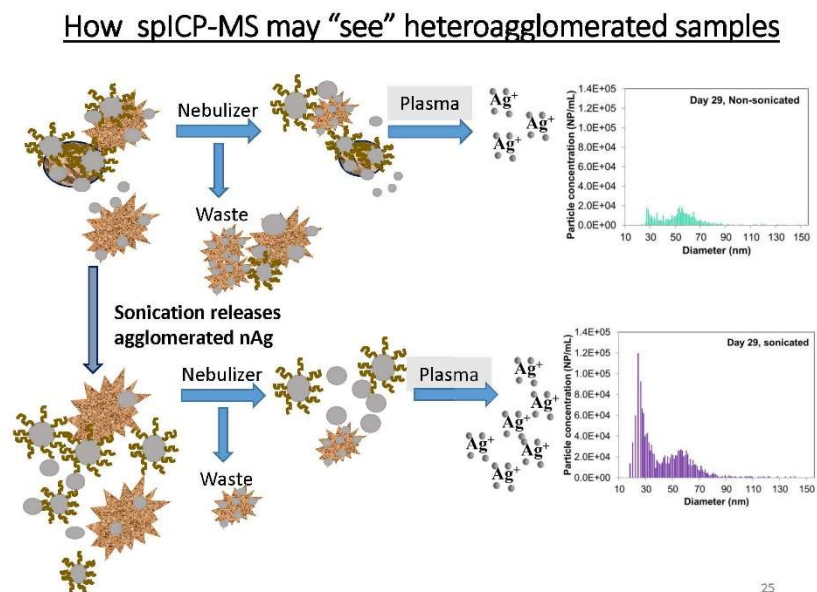 How spICP-MS may “see” heteroagglomerated samples
Nebulizer
Plasma
Ag+
Ag+
Ag+
Waste
Particle concentration (NP/mL)
1.4E+05
1.2E+05
1.0E+05
8.0E+04
6.0E+04
4.0E+04
2.0E+04
0.0E+00
Day 29, Non-sonicated
10 30 50 70 90 110 130 150
Diameter (nm)
Sonication releases
agglomerated nAg
Nebulizer
Plasma
Ag+
Ag+
Ag+
Ag+
Ag+
Ag+
Waste
Particle concentration (NP/mL)
1.4E+05
1.2E+05
1.0E+05
8.0E+04
6.0E+04
4.0E+04
2.0E+04
0.0E+00
Day 29, sonicated
10 30 50 70 90 110 130 150
Diameter (nm)
25